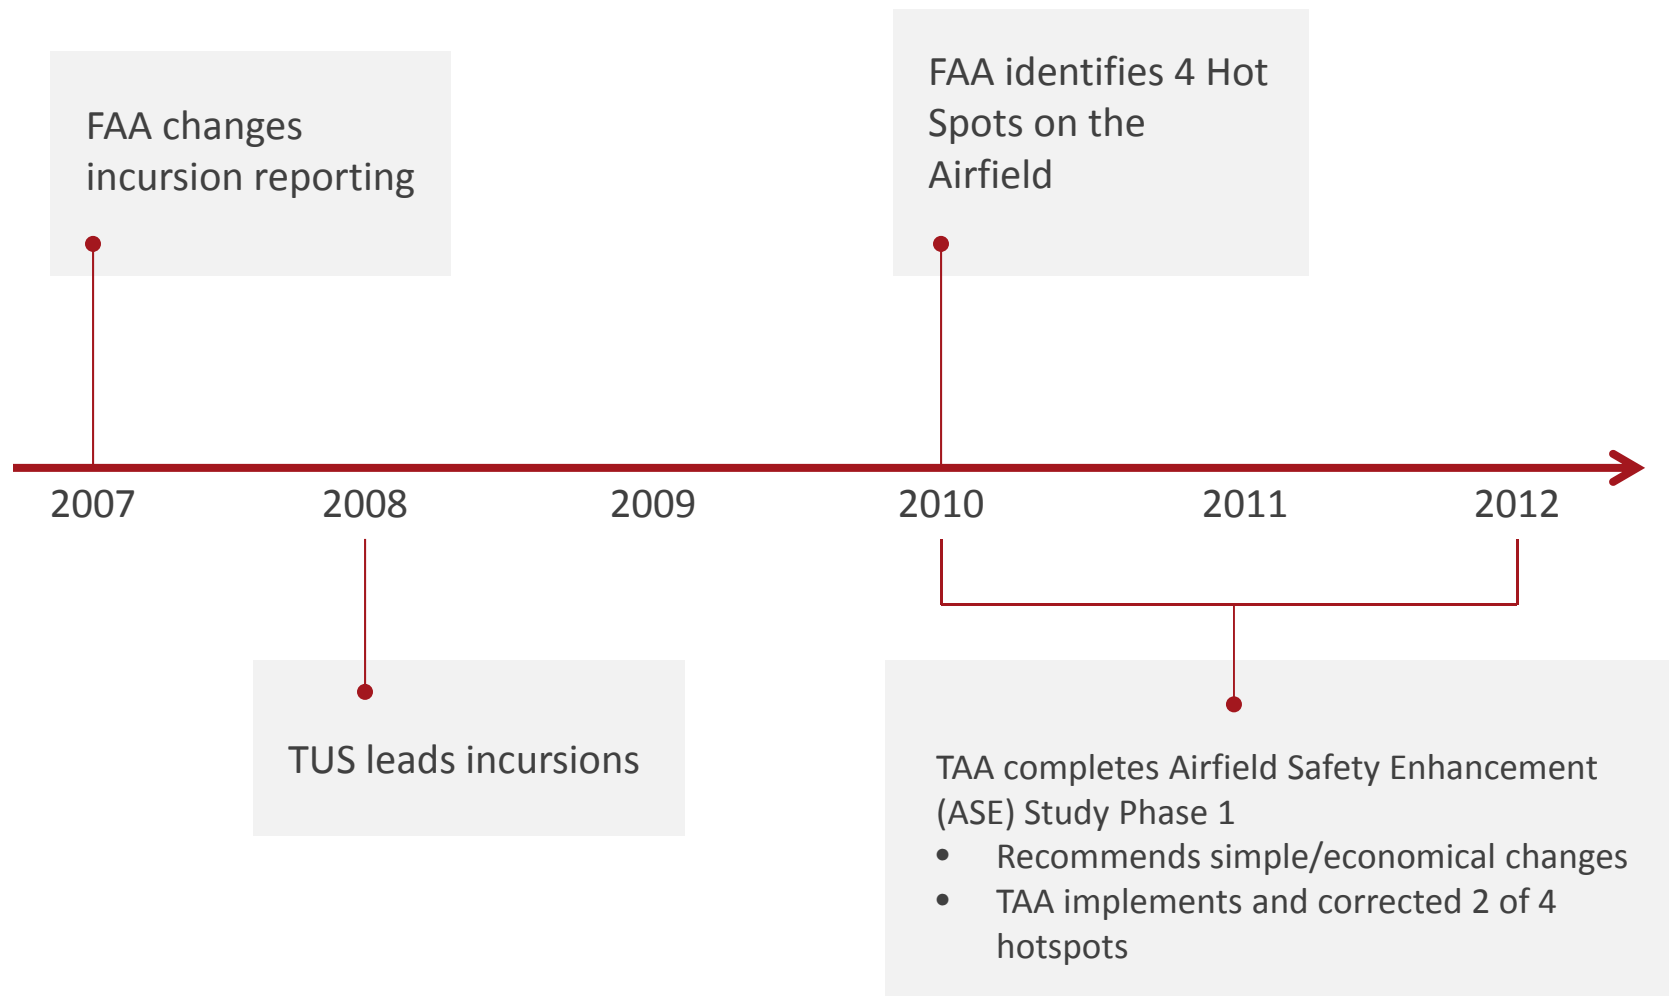 FAA changes
incursion reporting
FAA identifies 4 Hot
Spots on the
Airfield
2007
2008
2009
2010
2011
2012
TUS leads incursions
TAA completes Airfield Safety Enhancement
(ASE) Study Phase 1
• Recommends simple/economical changes
• TAA implements and corrected 2 of 4
hotspots